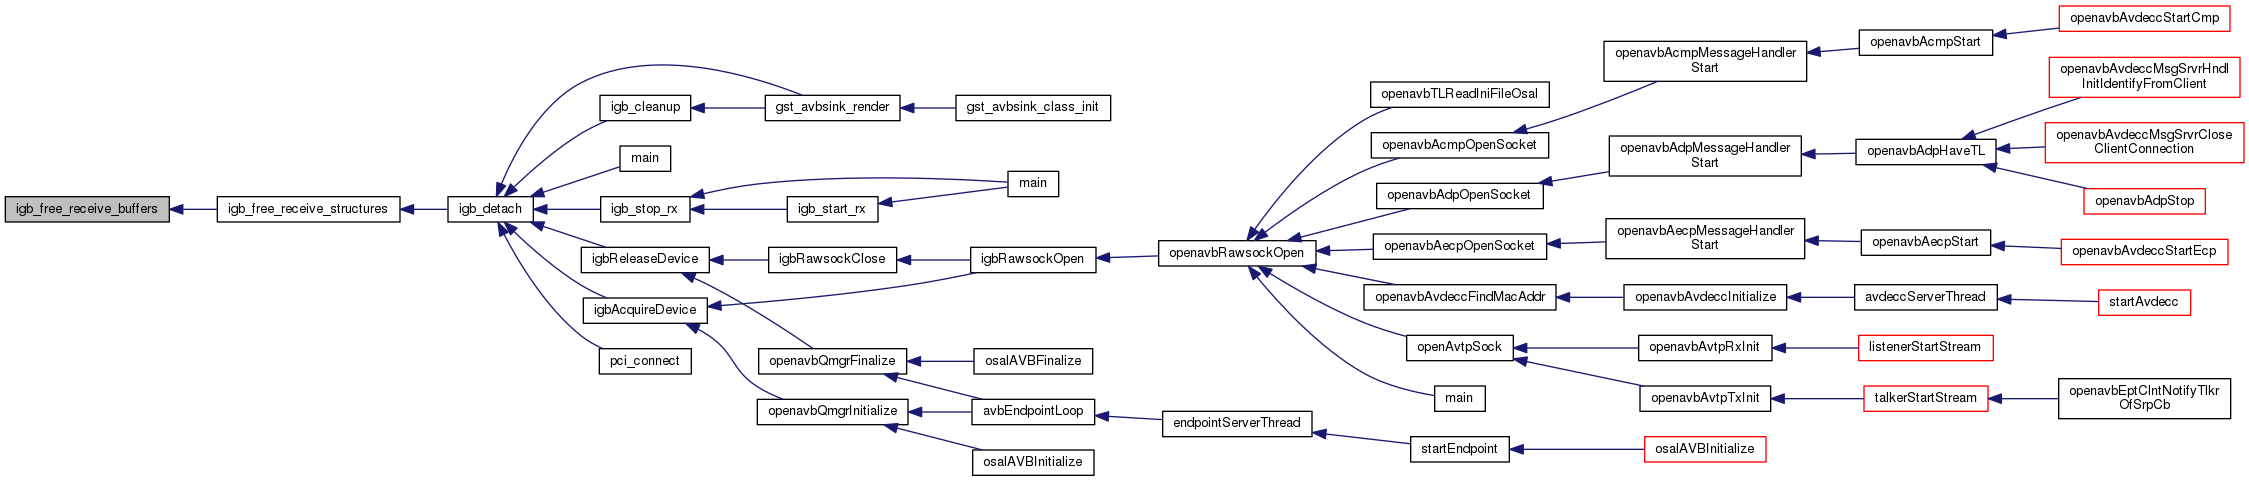 igb_free_receive_buffers
igb_free_receive_structures
igb_detach
igb_cleanup
main
igb_stop_rx
igbReleaseDevice
igbAcquireDevice
pci_connect
gst_avbsink_render
igb_start_rx
igbRawsockClose
openavbQmgrFinalize
openavbQmgrInitialize
gst_avbsink_class_init
main
igbRawsockOpen
osalAVBFinalize
avbEndpointLoop
osalAVBInitialize
openavbRawsockOpen
endpointServerThread
openavbTLReadIniFileOsal
openavbAcmpOpenSocket
openavbAdpOpenSocket
openavbAecpOpenSocket
openavbAvdeccFindMacAddr
openAvtpSock
main
startEndpoint
openavbAcmpMessageHandler
Start
openavbAdpMessageHandler
Start
openavbAecpMessageHandler
Start
openavbAvdeccInitialize
openavbAvtpRxInit
openavbAvtpTxInit
osalAVBInitialize
openavbAcmpStart
openavbAdpHaveTL
openavbAecpStart
avdeccServerThread
listenerStartStream
talkerStartStream
openavbAvdeccStartCmp
openavbAvdeccMsgSrvrHndl
InitIdentifyFromClient
openavbAvdeccMsgSrvrClose
ClientConnection
openavbAdpStop
openavbAvdeccStartEcp
startAvdecc
openavbEptClntNotifyTlkr
OfSrpCb